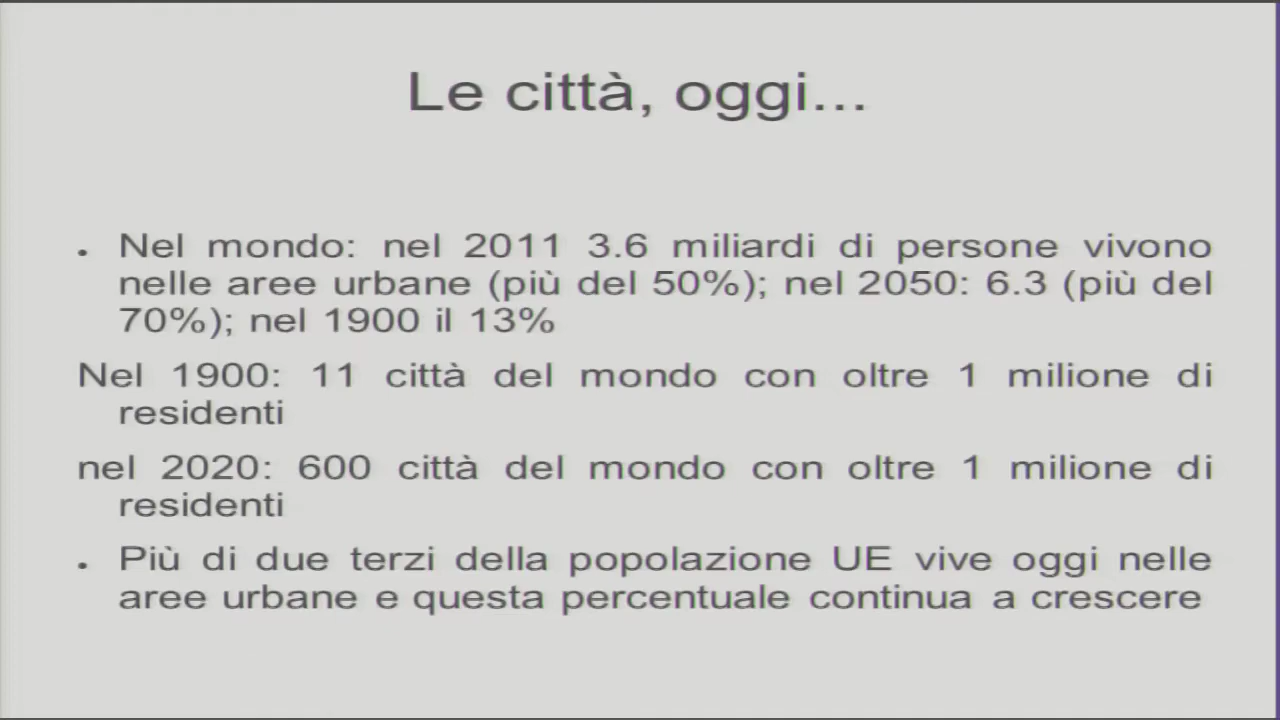 Le città, oggi...
• Nel mondo: nel 2011 3.6 miliardi di persone vivono
nelle aree urbane (più del 50%); nel 2050: 6.3 (più del
70%); nel 1900 il 13%
Nel 1900: 11 città del mondo con oltre 1 milione di
residenti
nel 2020: 600 città del mondo con oltre 1 milione di
residenti
• Più di due terzi della popolazione UE vive oggi nelle
aree urbane e questa percentuale continua a crescere